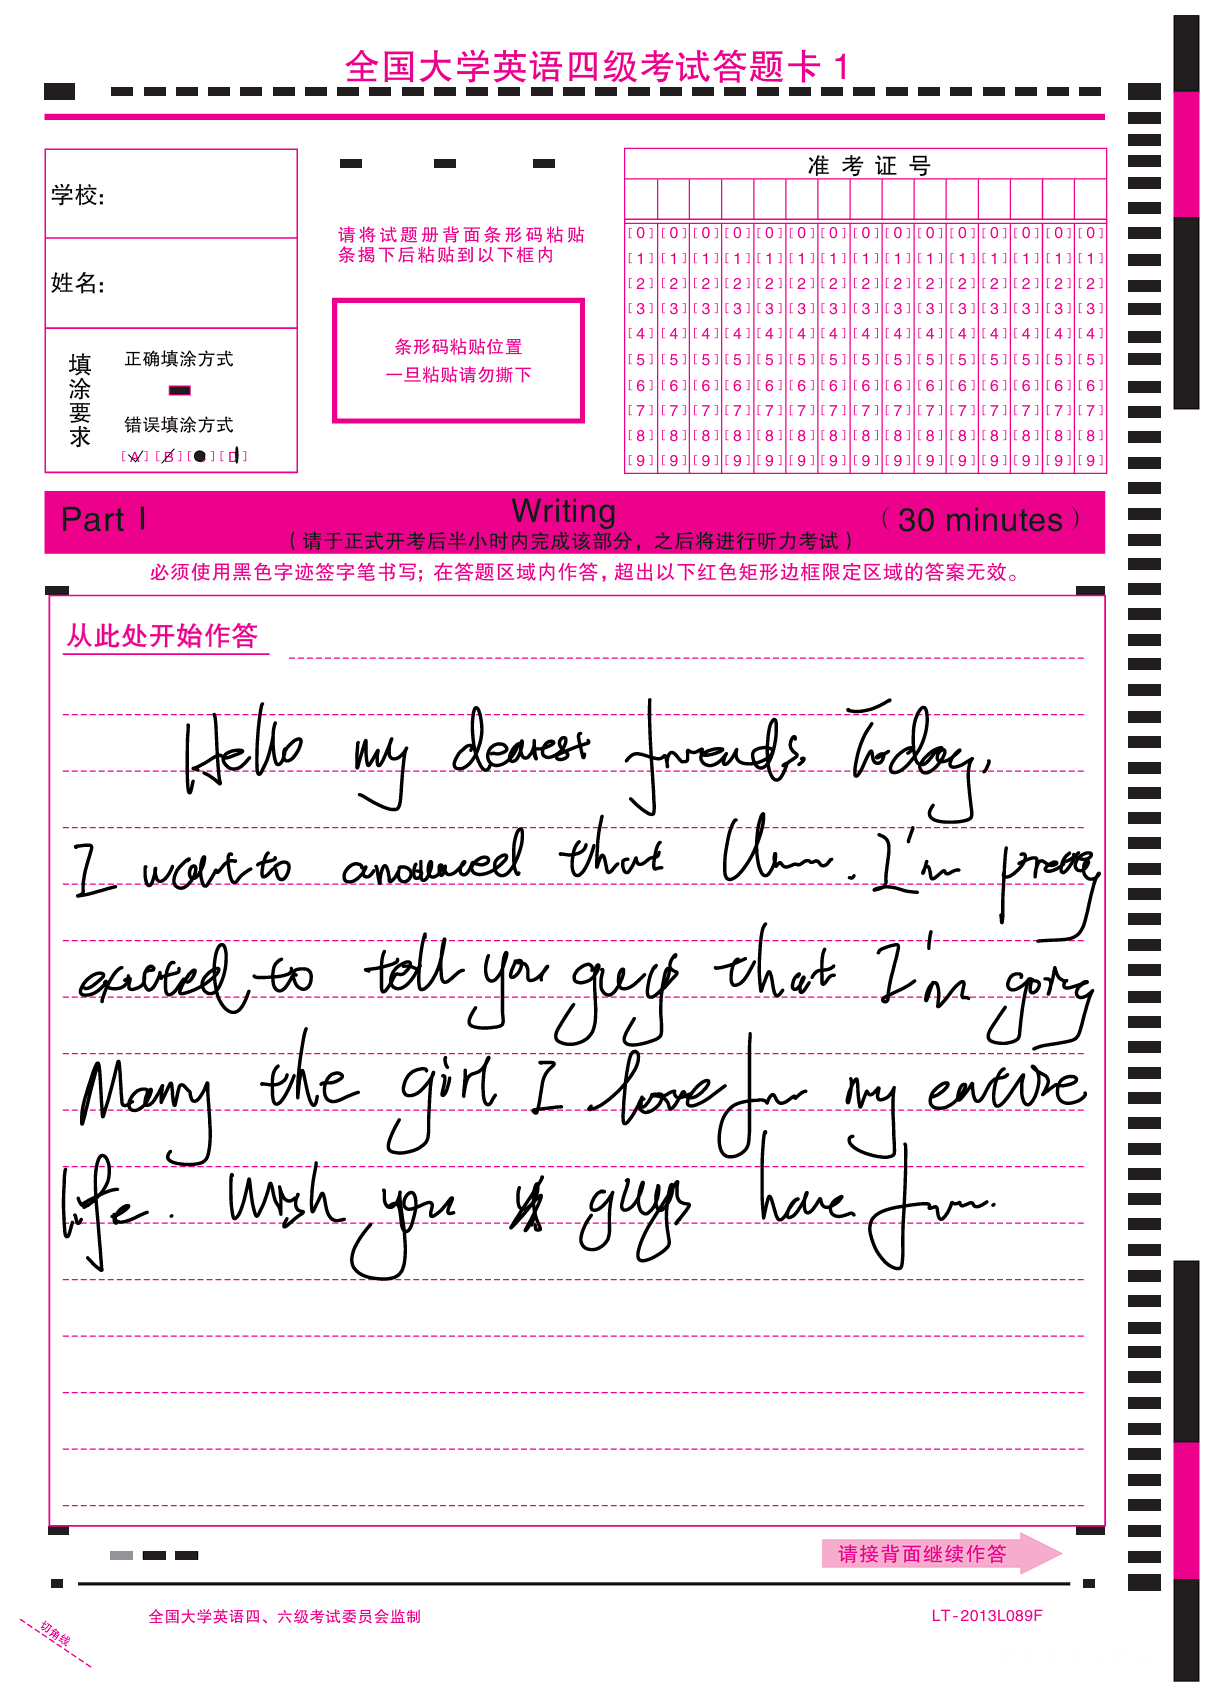 全国大学英语四级考试答题卡1
学校：
姓名：
填涂要求
正确填涂方式
错误填涂方式
[A] [B] [C] [D]
请将试题册背面条形码粘贴
条揭下后粘贴到以下框内
条形码粘贴位置
一旦粘贴请勿撕下
准考证号
[0] [0] [0] [0] [0] [0] [0] [0] [0] [0] [0] [0] [0] [0] [0]
[1] [1] [1] [1] [1] [1] [1] [1] [1] [1] [1] [1] [1] [1] [1]
[2] [2] [2] [2] [2] [2] [2] [2] [2] [2] [2] [2] [2] [2] [2]
[3] [3] [3] [3] [3] [3] [3] [3] [3] [3] [3] [3] [3] [3] [3]
[4] [4] [4] [4] [4] [4] [4] [4] [4] [4] [4] [4] [4] [4] [4]
[5] [5] [5] [5] [5] [5] [5] [5] [5] [5] [5] [5] [5] [5] [5]
[6] [6] [6] [6] [6] [6] [6] [6] [6] [6] [6] [6] [6] [6] [6]
[7] [7] [7] [7] [7] [7] [7] [7] [7] [7] [7] [7] [7] [7] [7]
[8] [8] [8] [8] [8] [8] [8] [8] [8] [8] [8] [8] [8] [8] [8]
[9] [9] [9] [9] [9] [9] [9] [9] [9] [9] [9] [9] [9] [9] [9]
Part I Writing （30 minutes）
（请于正式开考后半小时内完成该部分，之后将进行听力考试）
必须使用黑色字迹签字笔书写；在答题区域内作答，超出以下红色矩形边框限定区域的答案无效。
从此处开始作答
Hello my dearest friends. Today,
I want to announced that Umm. I'm pretty
excited to tell you guys that I'm going
Marry the girl I love for my entire
life. Wish you guys have fun.
请接背面继续作答
全国大学英语四、六级考试委员会监制
LT-2013L089F
切角线